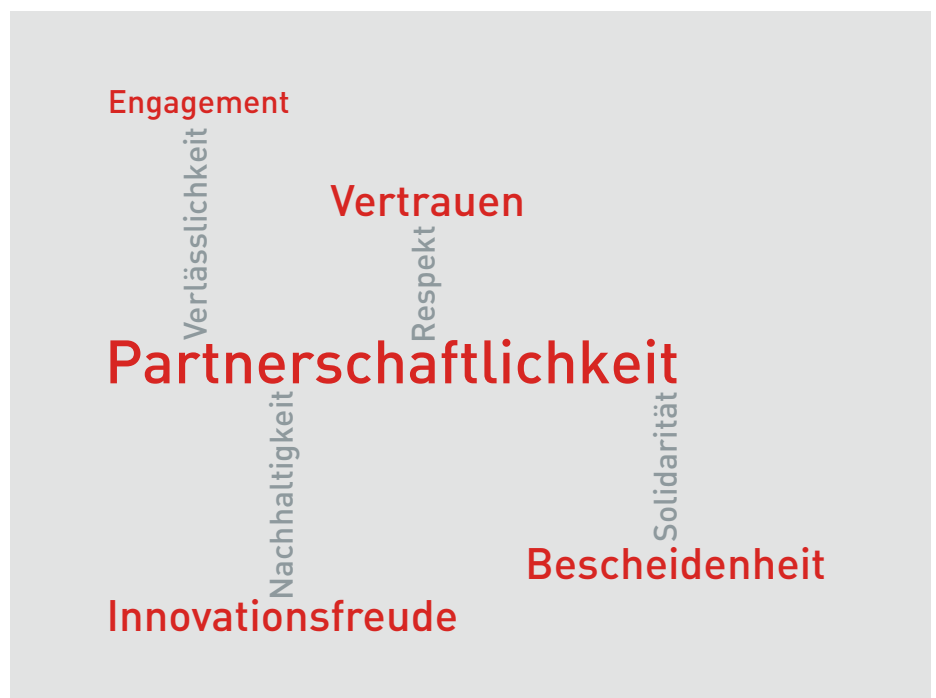 Engagement
Verlässlichkeit
Vertrauen
Respekt
Partnerschaftlichkeit
Nachhaltigkeit
Solidarität
Bescheidenheit
Innovationsfreude